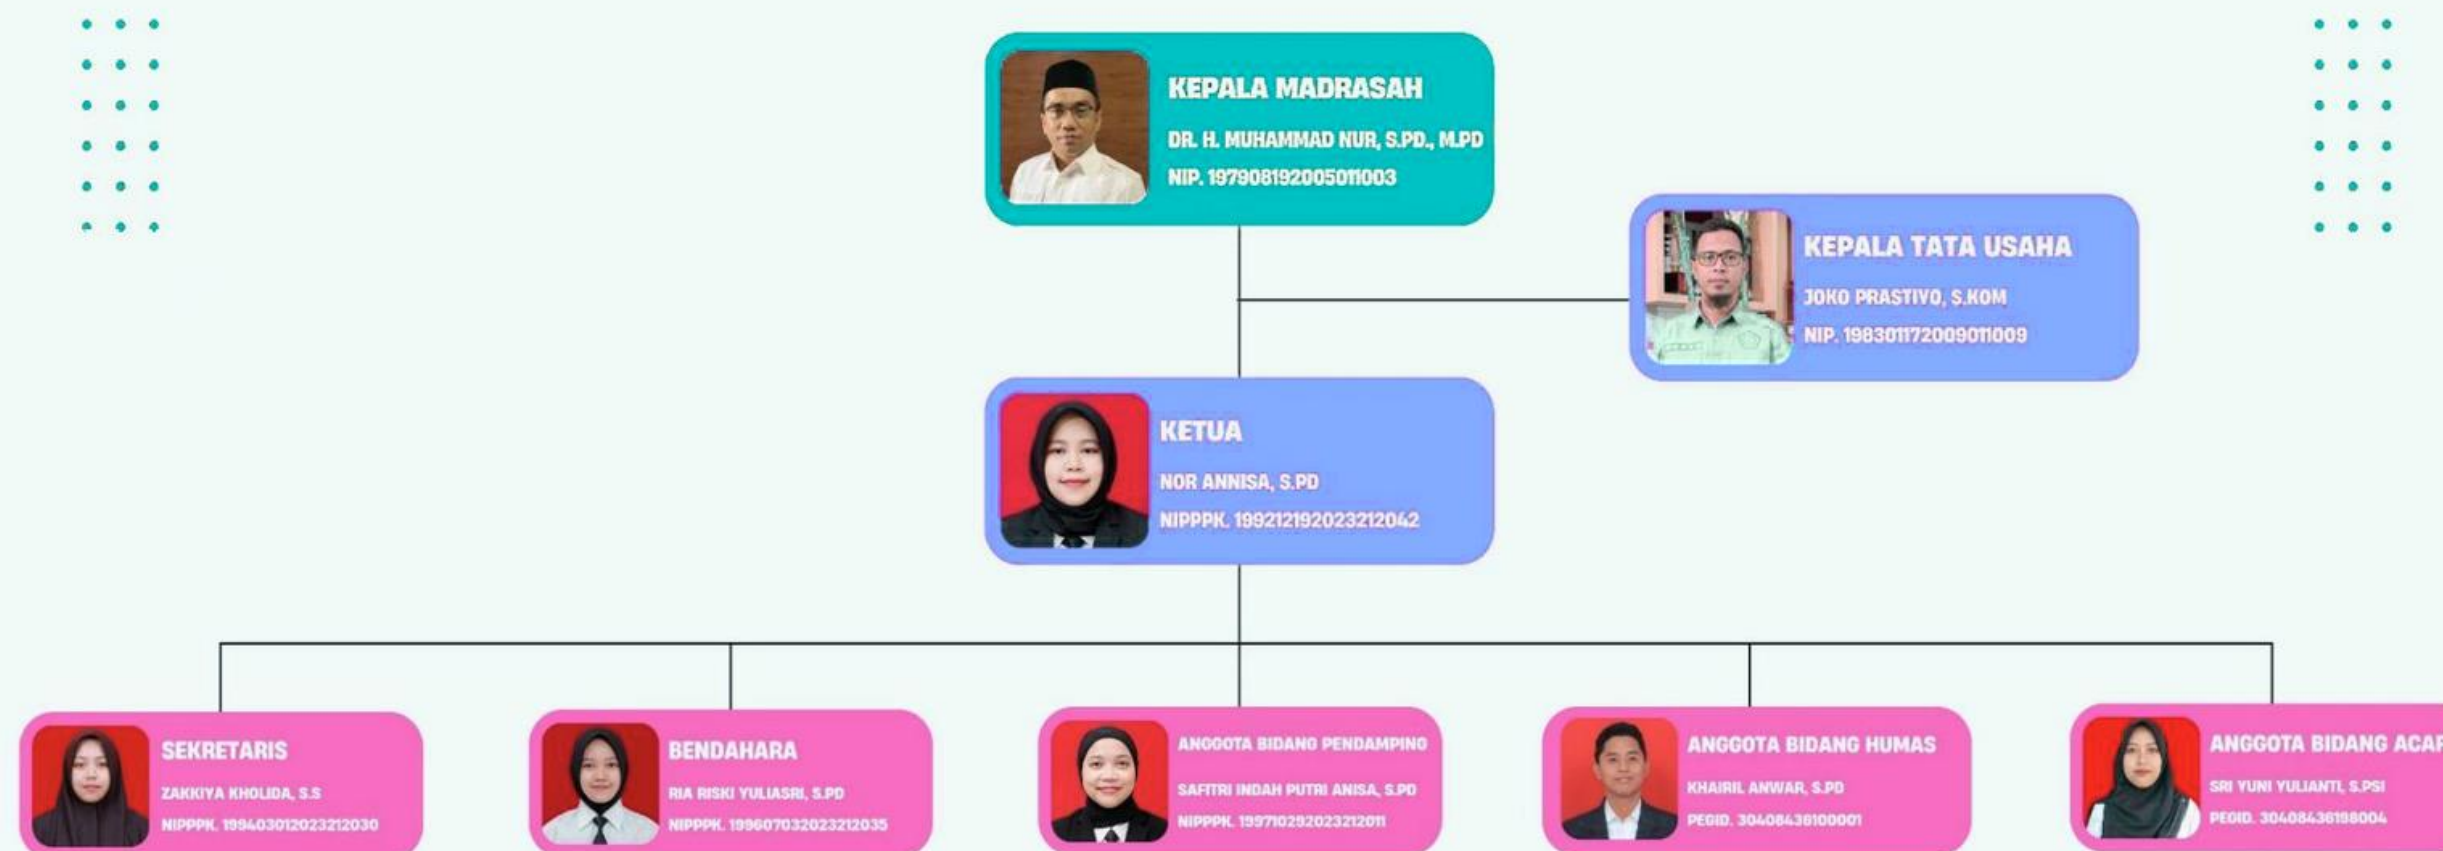 KEPALA MADRASAH
DR. H. MUHAMMAD NUR, S.PD., M.PD
NIP. 197908192005011003
KEPALA TATA USAHA
JOKO PRASTIYO, S.KOM
NIP. 198301172009011009
KETUA
NOR ANNISA, S.PD
NIPPPK. 199212192023212042
SEKRETARIS
ZAKKIYA KHOLIDA, S.S
NIPPPK. 199403012023212030
BENDAHARA
RIA RISKI YULIASRI, S.PD
NIPPPK. 199607032023212035
ANGGOTA BIDANG PENDAMPING
SAFITRI INDAH PUTRI ANISA, S.PD
NIPPPK. 199710292023212011
ANGGOTA BIDANG HUMAS
KHAIRIL ANWAR, S.PD
PEGID. 30408436100001
ANGGOTA BIDANG
SRI YUNI YULIANTI, S.PSI
PEGID. 30408436198004